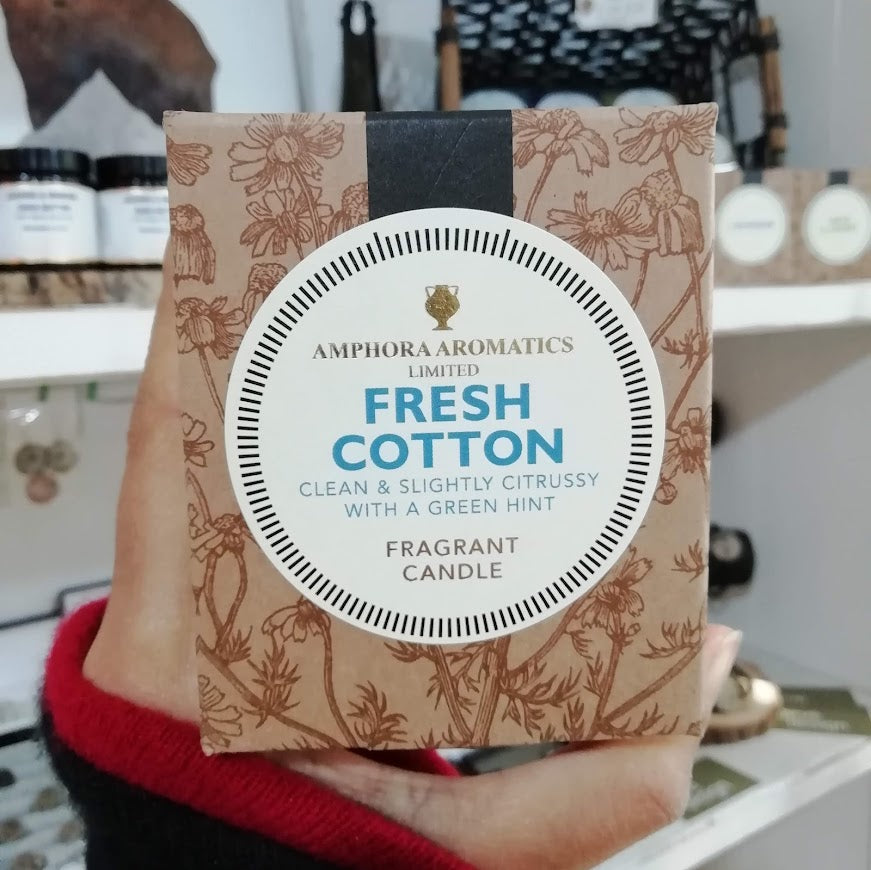 AMPHORA AROMATICS
LIMITED
FRESH
COTTON
CLEAN & SLIGHTLY CITRUSSY
WITH A GREEN HINT
FRAGRANT
CANDLE